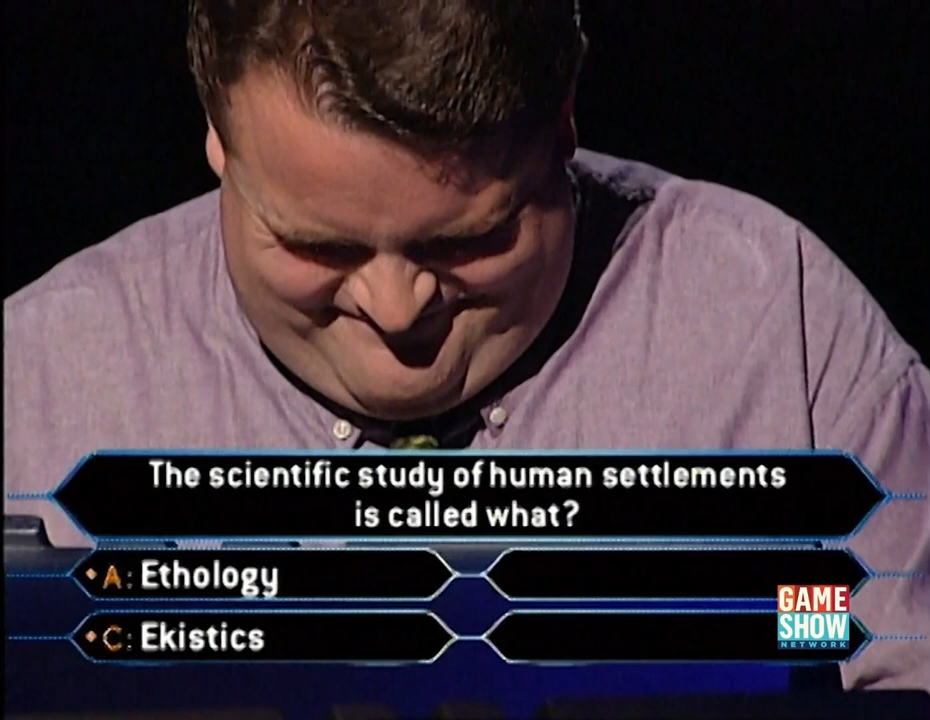 The scientific study of human settlements
is called what?
A: Ethology
C: Ekistics
GAME
SHOW
NETWORK